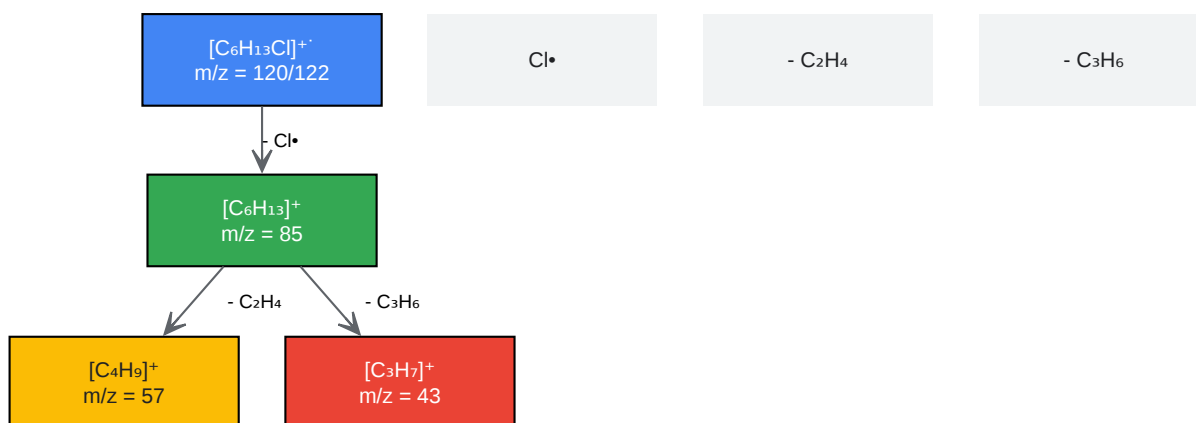 [C₆H₁₃Cl]⁺˙
m/z = 120/122
Cl•
- C₂H₄
- C₃H₆
- Cl•
[C₆H₁₃]⁺
m/z = 85
- C₂H₄
- C₃H₆
[C₄H₉]⁺
m/z = 57
[C₃H₇]⁺
m/z = 43